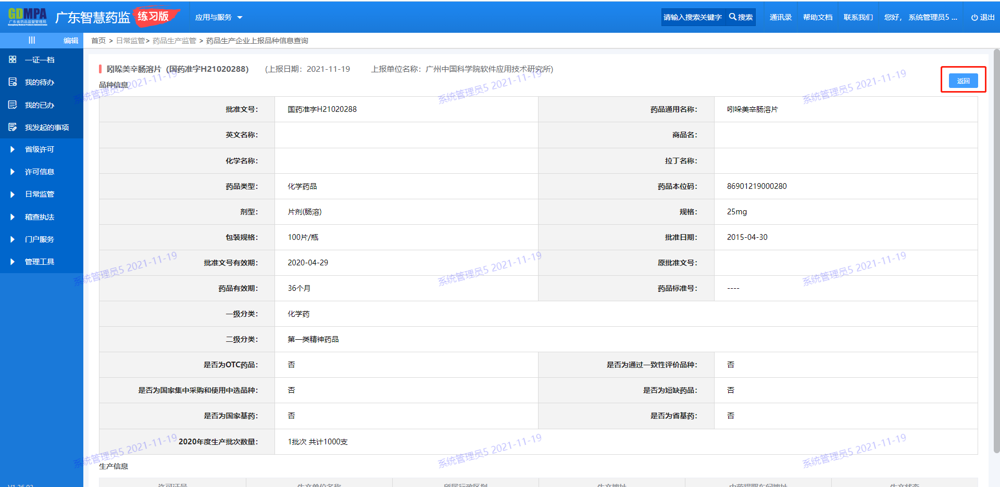 GDMPA
广东省药品监督管理局
Guangdong Medical Products Administration
广东智慧药监 练习版 应用与服务 请输入搜索关键字 搜索 通讯录 帮助文档 联系我们 您好， 系统管理员5 ... 退出
编辑 首页 > 日常监管> 药品生产监管 > 药品生产企业上报品种信息查询
一证一档
我的待办
我的已办
我发起的事项
省级许可
许可信息
日常监管
稽查执法
门户服务
管理工具
吲哚美辛肠溶片（国药准字H21020288） (上报日期：2021-11-19 上报单位名称：广州中国科学院软件应用技术研究所)
品种信息
返回
批准文号： 国药准字H21020288 药品通用名称： 吲哚美辛肠溶片
英文名称： 商品名：
化学名称： 拉丁名称：
药品类型： 化学药品 药品本位码： 86901219000280
剂型： 片剂(肠溶) 规格： 25mg
包装规格： 100片/瓶 批准日期： 2015-04-30
批准文号有效期： 2020-04-29 原批准文号：
药品有效期： 36个月 药品标准号： ----
一级分类： 化学药
二级分类： 第一类精神药品
是否为OTC药品： 否 是否为通过一致性评价品种： 否
是否为国家集中采购和使用中选品种： 否 是否为短缺药品： 否
是否为国家基药： 否 是否为省基药： 否
2020年度生产批次数量： 1批次 共计1000支
生产信息
许可证号 生产单位名称 所属行政区划 生产地址 中药提取车间地址 生产状态
V1.26.02
系统管理员5 2021-11-19
系统管理员5 2021-11-19
系统管理员5 2021-11-19
系统管理员5 2021-11-19
系统管理员5 2021-11-19
系统管理员5 2021-11-19
系统管理员5 2021-11-19
系统管理员5 2021-11-19
系统管理员5 2021-11-19